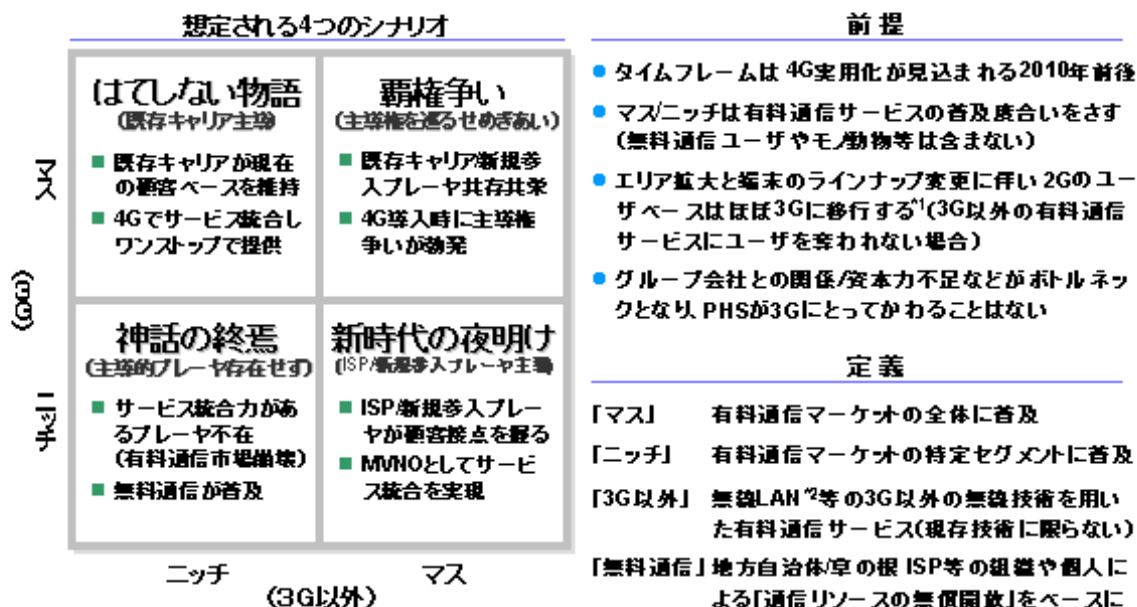 想定される4つのシナリオ
はてしない物語
(既存キャリア主導)
■ 既存キャリアが現在
の顧客ベースを維持
■ 4Gでサービス統合し
ワンストップで提供
覇権争い
(主導権を巡るせめぎあい)
■ 既存キャリア/新規参
入プレーヤ共存共栄
■ 4G導入時に主導権
争いが勃発
神話の終焉
(主導的プレーヤ存在せず)
■ サービス統合力があ
るプレーヤ不在
(有料通信市場崩壊)
■ 無料通信が普及
新時代の夜明け
(ISP/新規参入プレーヤ主導)
■ ISP/新規参入プレー
ヤが顧客接点を握る
■ MVNOとしてサービ
ス統合を実現
マス
(3G)
ニッチ
ニッチ
マス
(3G以外)
前提
● タイムフレームは 4G実用化が見込まれる2010年前後
● マス/ニッチは有料通信サービスの普及度合いをさす
(無料通信ユーザやモノ/動物等は含まない)
● エリア拡大と端末のラインナップ変更に伴い 2Gのユー
ザベースはほぼ3Gに移行する*1(3G以外の有料通信
サービスにユーザを奪われない場合)
● グループ会社との関係/資本力不足などがボトルネッ
クとなり、PHSが3Gにとってかわることはない
定義
「マス」 有料通信マーケットの全体に普及
「ニッチ」 有料通信マーケットの特定セグメントに普及
「3G以外」 無線LAN*2等の3G以外の無線技術を用い
た有料通信サービス(現存技術に限らない)
「無料通信」 地方自治体/草の根 ISP等の組織や個人に
よる「通信リソースの無償開放」をベースに